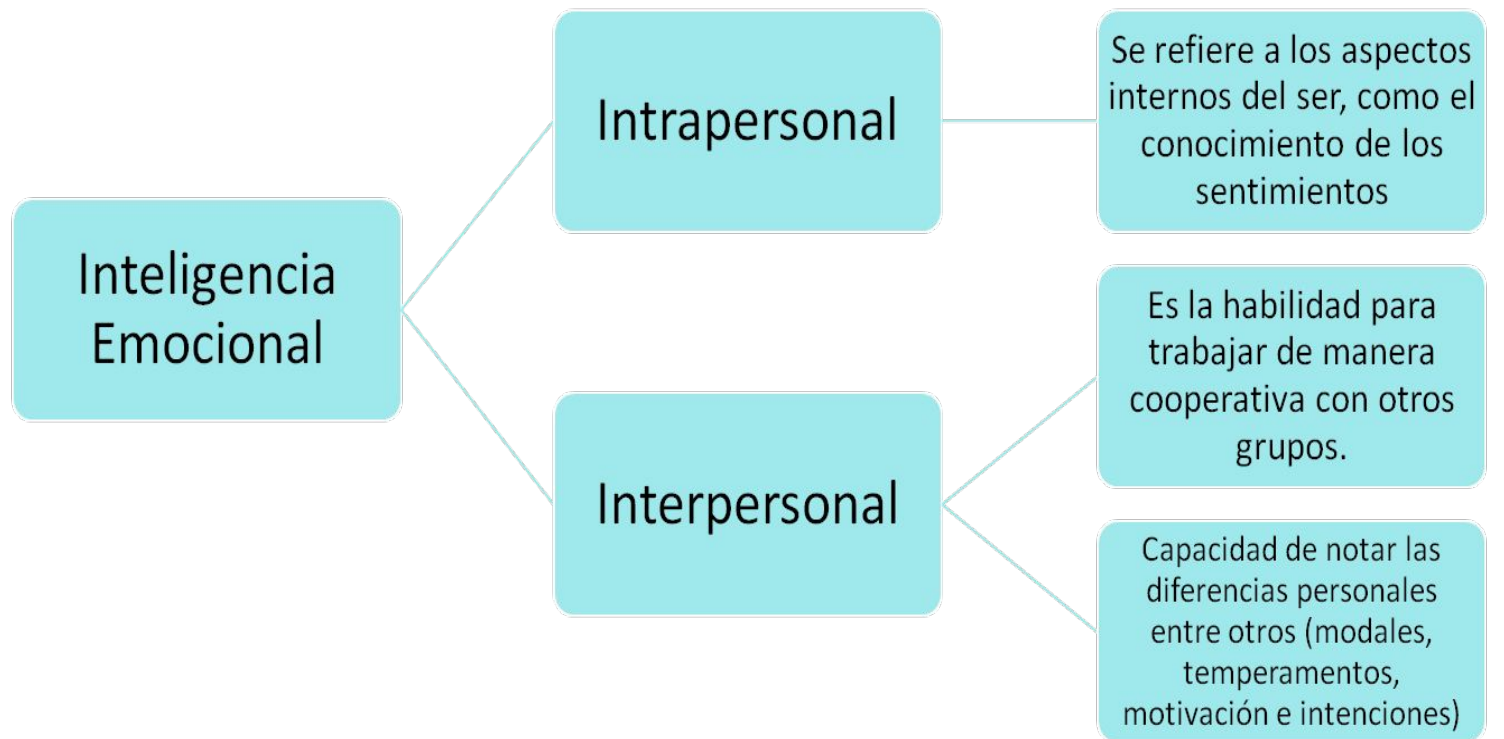 Inteligencia
Emocional
Intrapersonal
Se refiere a los aspectos
internos del ser, como el
conocimiento de los
sentimientos
Interpersonal
Es la habilidad para
trabajar de manera
cooperativa con otros
grupos.
Capacidad de notar las
diferencias personales
entre otros (modales,
temperamentos,
motivación e intenciones)